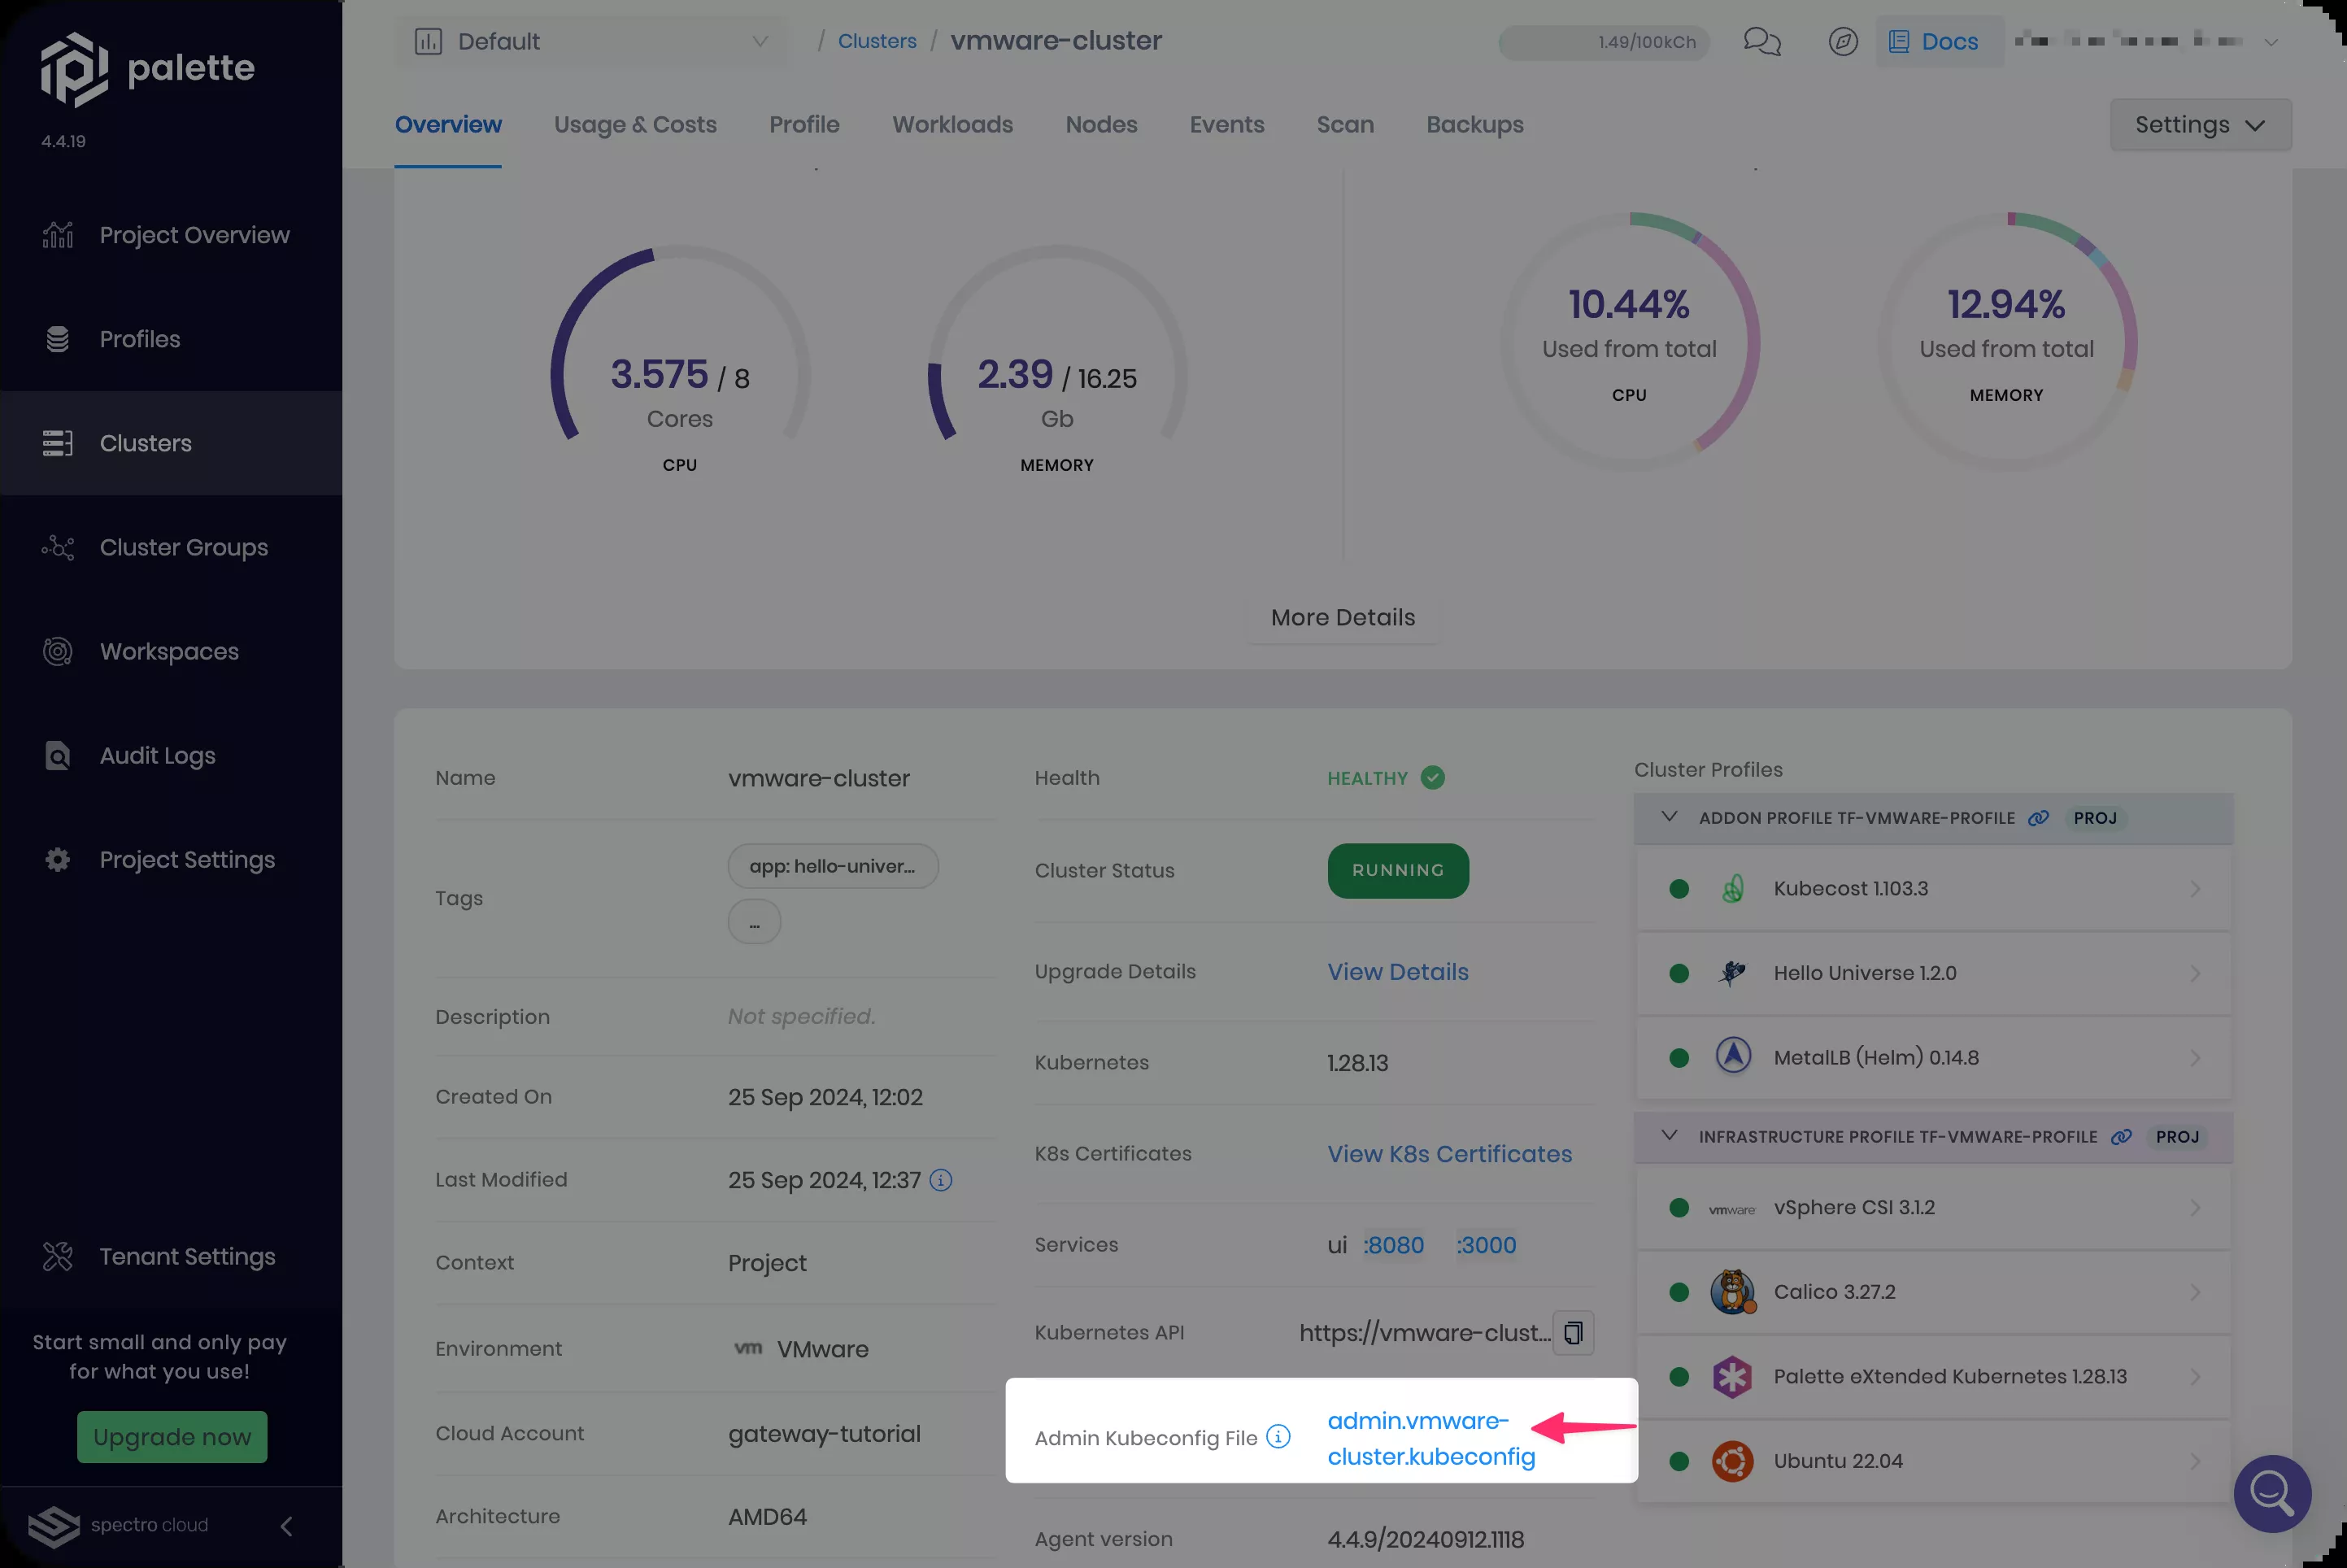 palette
4.4.19
Project Overview
Profiles
Clusters
Cluster Groups
Workspaces
Audit Logs
Project Settings
Tenant Settings
Start small and only pay
for what you use!
Upgrade now
spectro cloud
Default
/ Clusters / vmware-cluster
1.49/100kCh
Docs
Overview
Usage & Costs
Profile
Workloads
Nodes
Events
Scan
Backups
Settings
3.575 / 8
Cores
CPU
2.39 / 16.25
Gb
MEMORY
10.44%
Used from total
CPU
12.94%
Used from total
MEMORY
More Details
Name vmware-cluster
Tags app: hello-univer...
...
Description Not specified.
Created On 25 Sep 2024, 12:02
Last Modified 25 Sep 2024, 12:37
Context Project
Environment vm VMware
Cloud Account gateway-tutorial
Architecture AMD64
Health HEALTHY
Cluster Status RUNNING
Upgrade Details View Details
Kubernetes 1.28.13
K8s Certificates View K8s Certificates
Services ui :8080 :3000
Kubernetes API https://vmware-clust...
Admin Kubeconfig File admin.vmware-
cluster.kubeconfig
Agent version 4.4.9/20240912.1118
Cluster Profiles
ADDON PROFILE TF-VMWARE-PROFILE PROJ
Kubecost 1.103.3
Hello Universe 1.2.0
MetalLB (Helm) 0.14.8
INFRASTRUCTURE PROFILE TF-VMWARE-PROFILE PROJ
vmware vSphere CSI 3.1.2
Calico 3.27.2
Palette eXtended Kubernetes 1.28.13
Ubuntu 22.04